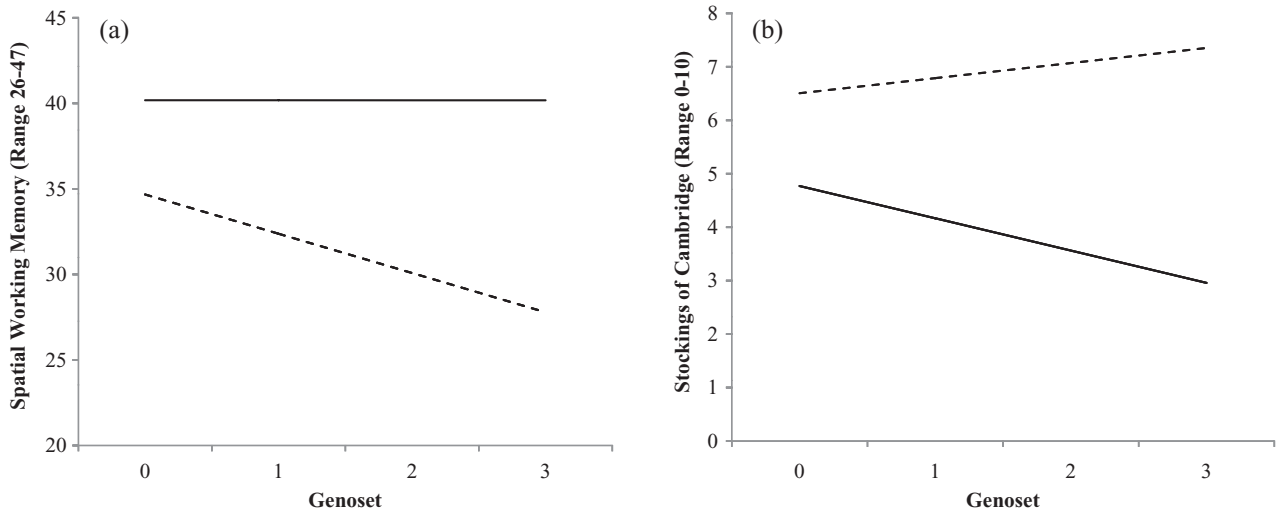 (a)
Spatial Working Memory (Range 26-47)
45
40
35
30
25
20
0 1 2 3
Genoset
(b)
Stockings of Cambridge (Range 0-10)
8
7
6
5
4
3
2
1
0
0 1 2 3
Genoset